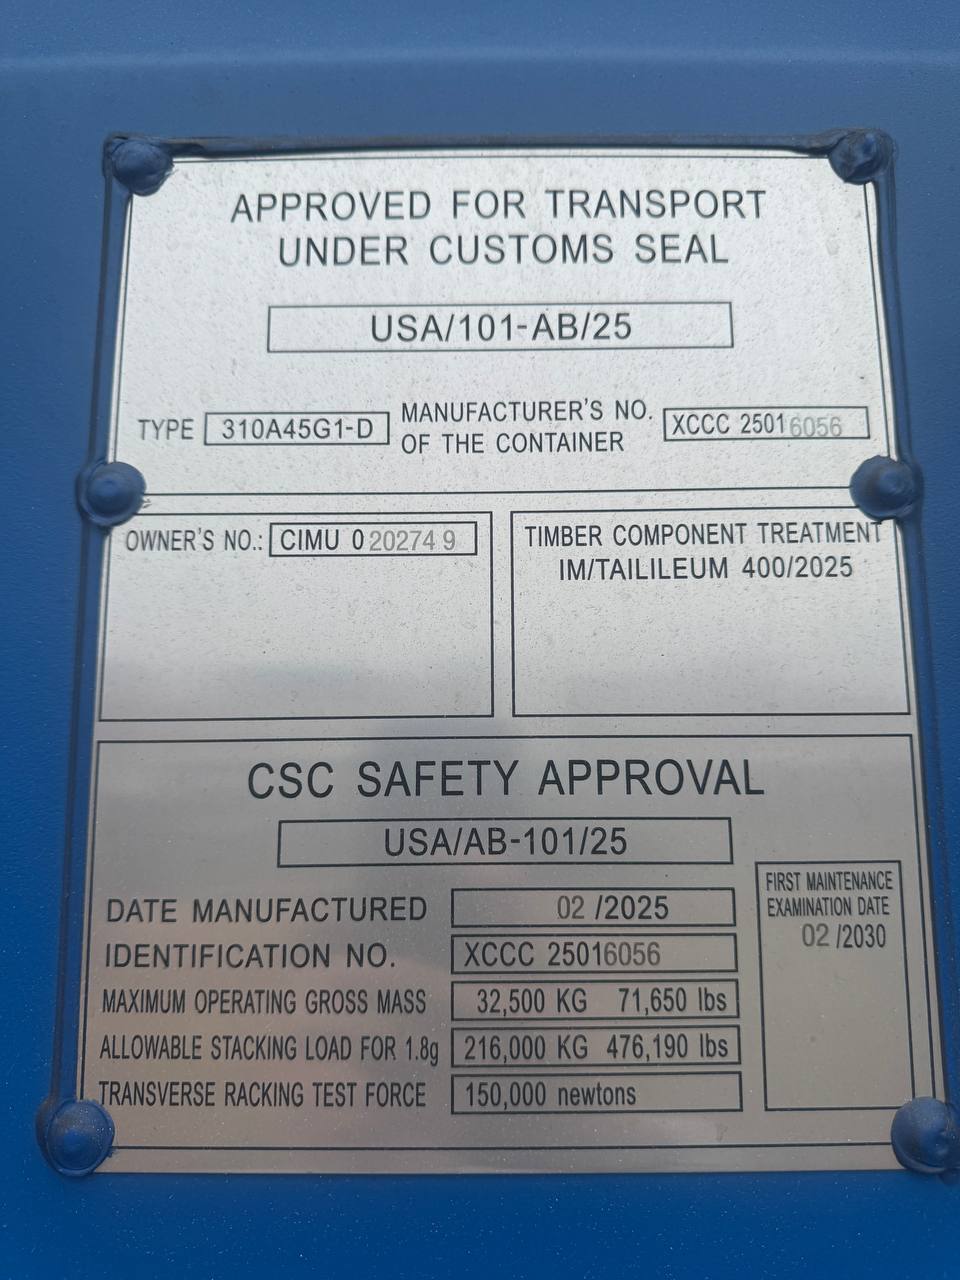 APPROVED FOR TRANSPORT
UNDER CUSTOMS SEAL
USA/101-AB/25
TYPE 310A45G1-D MANUFACTURER'S NO. OF THE CONTAINER XCCC 25016056
OWNER'S NO.: CIMU 0202749
TIMBER COMPONENT TREATMENT
IM/TAILILEUM 400/2025
CSC SAFETY APPROVAL
USA/AB-101/25
DATE MANUFACTURED 02/2025
IDENTIFICATION NO. XCCC 25016056
MAXIMUM OPERATING GROSS MASS 32,500 KG 71,650 lbs
ALLOWABLE STACKING LOAD FOR 1.8g 216,000 KG 476,190 lbs
TRANSVERSE RACKING TEST FORCE 150,000 newtons
FIRST MAINTENANCE
EXAMINATION DATE
02/2030